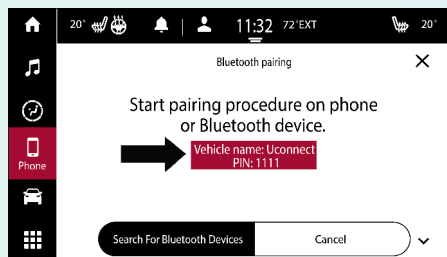 20° 11:32 72°EXT 20°
Bluetooth pairing
Start pairing procedure on phone
or Bluetooth device.
Vehicle name: Uconnect
PIN: 1111
Phone
Search For Bluetooth Devices Cancel